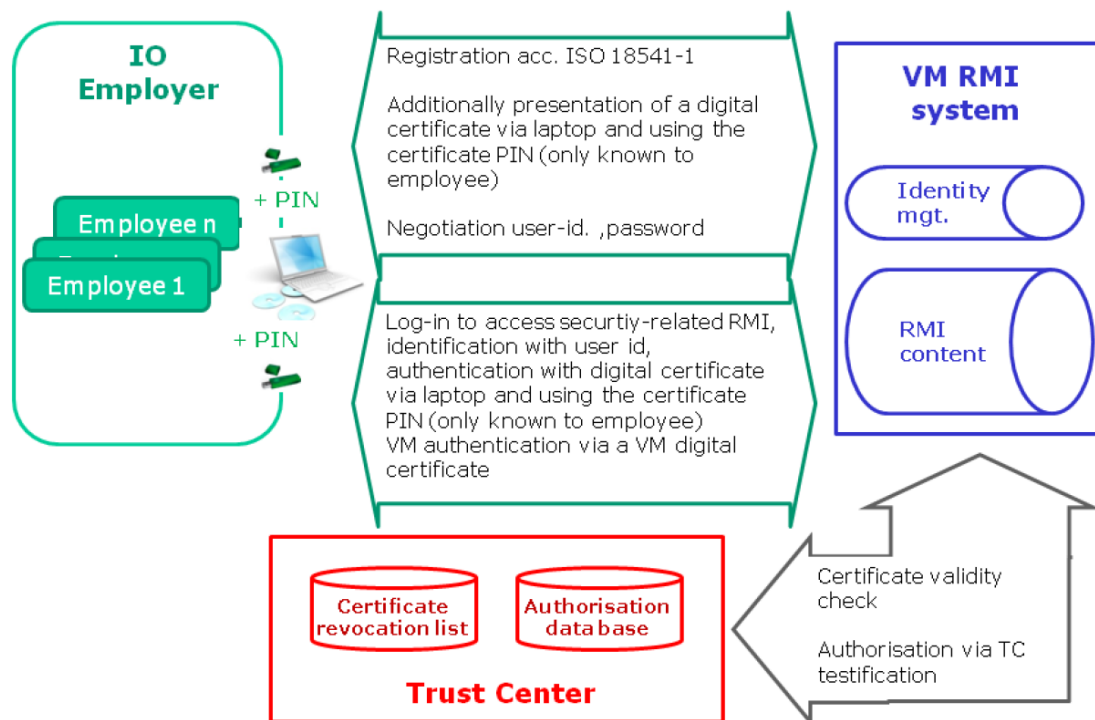 IO
Employer
+ PIN
Employee n
Employee 1
+ PIN
Registration acc. ISO 18541-1
Additionally presentation of a digital
certificate via laptop and using the
certificate PIN (only known to
employee)
Negotiation user-id. ,password
Log-in to access securtiy-related RMI,
identification with user id,
authentication with digital certificate
via laptop and using the certificate
PIN (only known to employee)
VM authentication via a VM digital
certificate
VM RMI
system
Identity
mgt.
RMI
content
Certificate
revocation list
Authorisation
database
Trust Center
Certificate validity
check
Authorisation via TC
testification